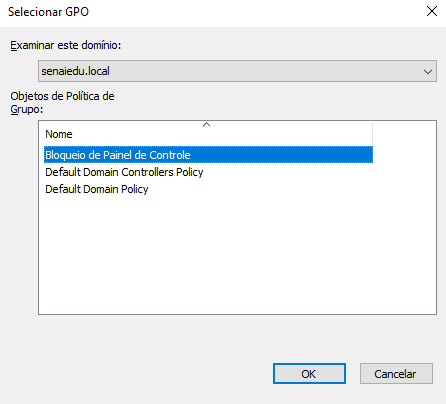 Selecionar GPO
Examinar este domínio:
senaiedu.local
Objetos de Política de
Grupo:
Nome
Bloqueio de Painel de Controle
Default Domain Controllers Policy
Default Domain Policy
OK
Cancelar